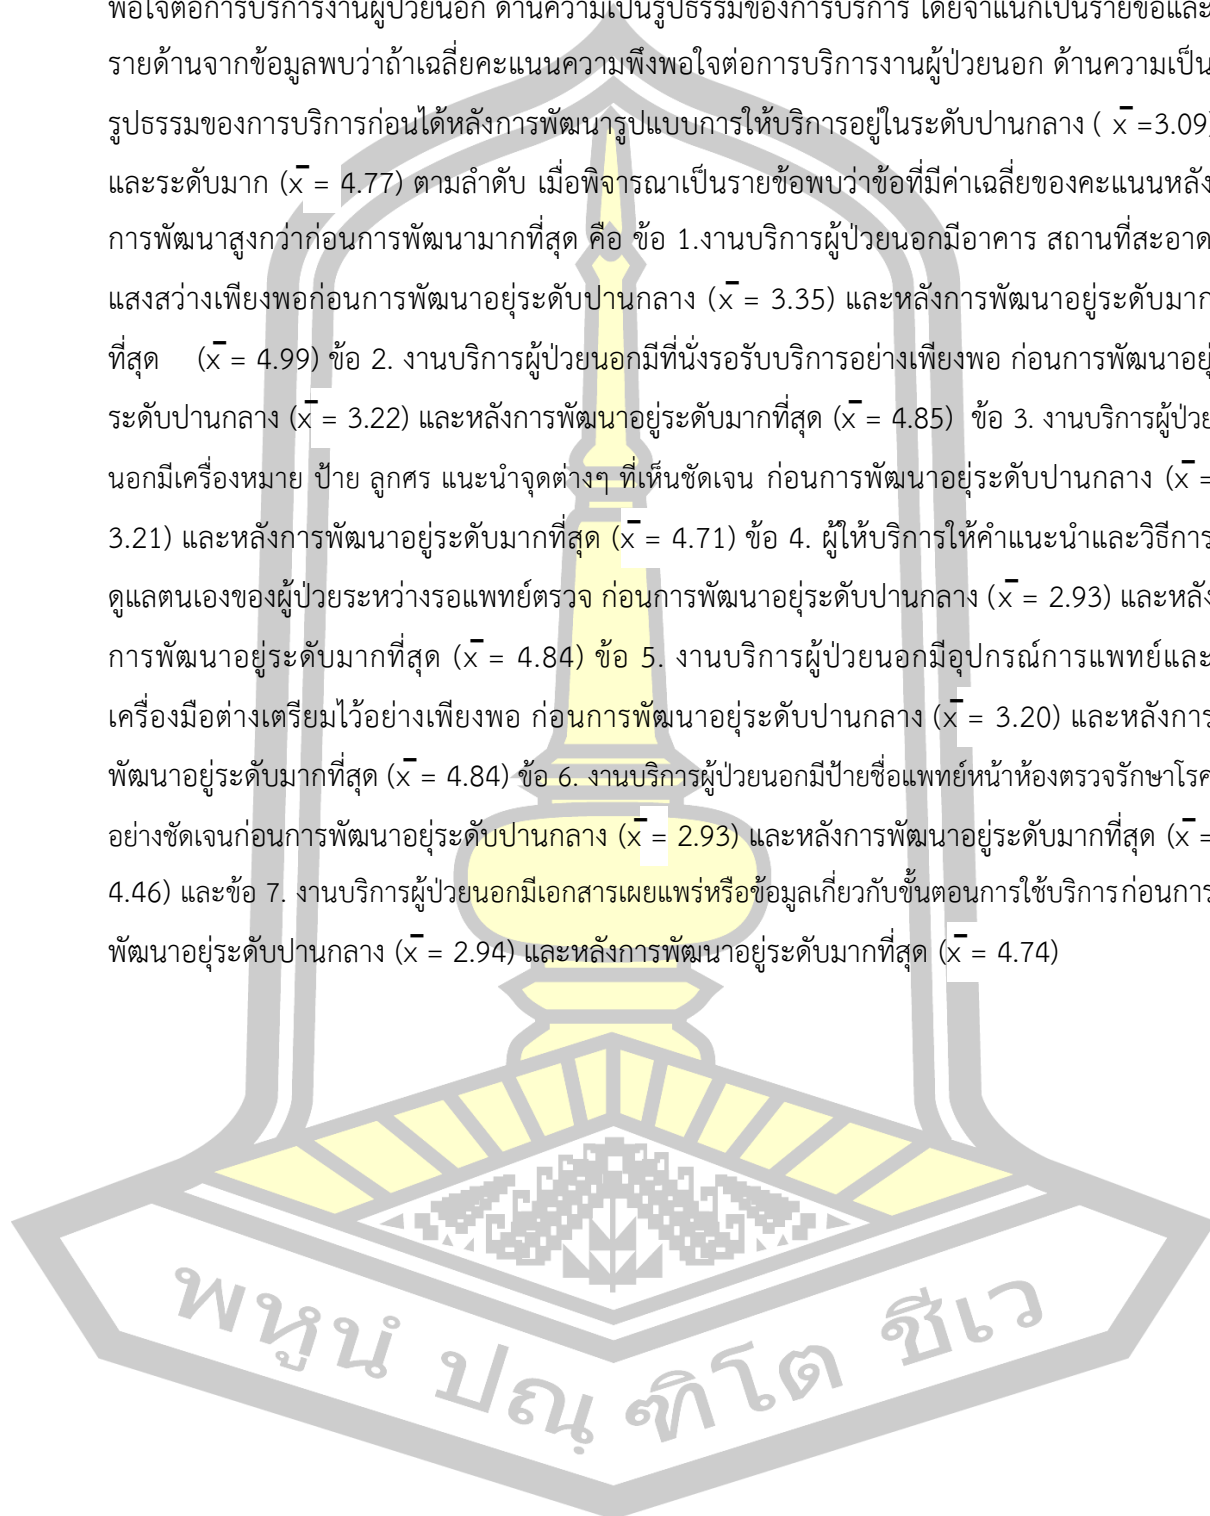 พอใจต่อการบริการงานผู้ป่วยนอก ด้านความเป็นรูปธรรมของการบริการ โดยจำแนกเป็นรายข้อและ
รายด้านจากข้อมูลพบว่าถ้าเฉลี่ยคะแนนความพึงพอใจต่อการบริการงานผู้ป่วยนอก ด้านความเป็น
รูปธรรมของการบริการก่อนได้หลังการพัฒนารูปแบบการให้บริการอยู่ในระดับปานกลาง ( x̄ =3.09)
และระดับมาก (x̄ = 4.77) ตามลำดับ เมื่อพิจารณาเป็นรายข้อพบว่าข้อที่มีค่าเฉลี่ยของคะแนนหลัง
การพัฒนาสูงกว่าก่อนการพัฒนามากที่สุด คือ ข้อ 1.งานบริการผู้ป่วยนอกมีอาคาร สถานที่สะอาด
แสงสว่างเพียงพอก่อนการพัฒนาอยู่ระดับปานกลาง (x̄ = 3.35) และหลังการพัฒนาอยู่ระดับมาก
ที่สุด (x̄ = 4.99) ข้อ 2. งานบริการผู้ป่วยนอกมีที่นั่งรอรับบริการอย่างเพียงพอ ก่อนการพัฒนาอยู่
ระดับปานกลาง (x̄ = 3.22) และหลังการพัฒนาอยู่ระดับมากที่สุด (x̄ = 4.85) ข้อ 3. งานบริการผู้ป่วย
นอกมีเครื่องหมาย ป้าย ลูกศร แนะนำจุดต่างๆ ที่เห็นชัดเจน ก่อนการพัฒนาอยู่ระดับปานกลาง (x̄ =
3.21) และหลังการพัฒนาอยู่ระดับมากที่สุด (x̄ = 4.71) ข้อ 4. ผู้ให้บริการให้คำแนะนำและวิธีการ
ดูแลตนเองของผู้ป่วยระหว่างรอแพทย์ตรวจ ก่อนการพัฒนาอยู่ระดับปานกลาง (x̄ = 2.93) และหลัง
การพัฒนาอยู่ระดับมากที่สุด (x̄ = 4.84) ข้อ 5. งานบริการผู้ป่วยนอกมีอุปกรณ์การแพทย์และ
เครื่องมือต่างเตรียมไว้อย่างเพียงพอ ก่อนการพัฒนาอยู่ระดับปานกลาง (x̄ = 3.20) และหลังการ
พัฒนาอยู่ระดับมากที่สุด (x̄ = 4.84) ข้อ 6. งานบริการผู้ป่วยนอกมีป้ายชื่อแพทย์หน้าห้องตรวจรักษาโรค
อย่างชัดเจนก่อนการพัฒนาอยู่ระดับปานกลาง (x̄ = 2.93) และหลังการพัฒนาอยู่ระดับมากที่สุด (x̄ =
4.46) และข้อ 7. งานบริการผู้ป่วยนอกมีเอกสารเผยแพร่หรือข้อมูลเกี่ยวกับขั้นตอนการใช้บริการก่อนการ
พัฒนาอยู่ระดับปานกลาง (x̄ = 2.94) และหลังการพัฒนาอยู่ระดับมากที่สุด (x̄ = 4.74)
พหูนํ ปณฺฑิโต ชีเว